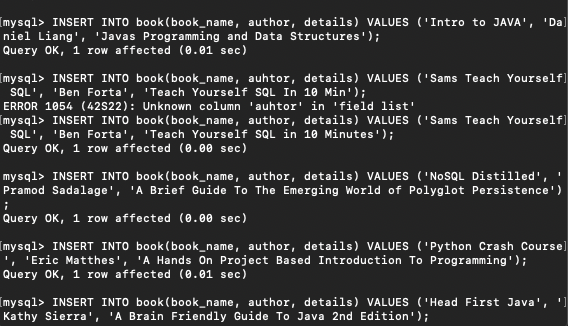 [mysql> INSERT INTO book(book_name, author, details) VALUES ('Intro to JAVA', 'Da]
niel Liang', 'Javas Programming and Data Structures');
Query OK, 1 row affected (0.01 sec)
[mysql> INSERT INTO book(book_name, auhtor, details) VALUES ('Sams Teach Yourself]
SQL', 'Ben Forta', 'Teach Yourself SQL In 10 Min');
ERROR 1054 (42S22): Unknown column 'auhtor' in 'field list'
[mysql> INSERT INTO book(book_name, author, details) VALUES ('Sams Teach Yourself]
SQL', 'Ben Forta', 'Teach Yourself SQL in 10 Minutes');
Query OK, 1 row affected (0.00 sec)
[mysql> INSERT INTO book(book_name, author, details) VALUES ('NoSQL Distilled', ']
Pramod Sadalage', 'A Brief Guide To The Emerging World of Polyglot Persistence')
;
Query OK, 1 row affected (0.00 sec)
[mysql> INSERT INTO book(book_name, author, details) VALUES ('Python Crash Course]
', 'Eric Matthes', 'A Hands On Project Based Introduction To Programming');
Query OK, 1 row affected (0.01 sec)
[mysql> INSERT INTO book(book_name, author, details) VALUES ('Head First Java', ']
Kathy Sierra', 'A Brain Friendly Guide To Java 2nd Edition');